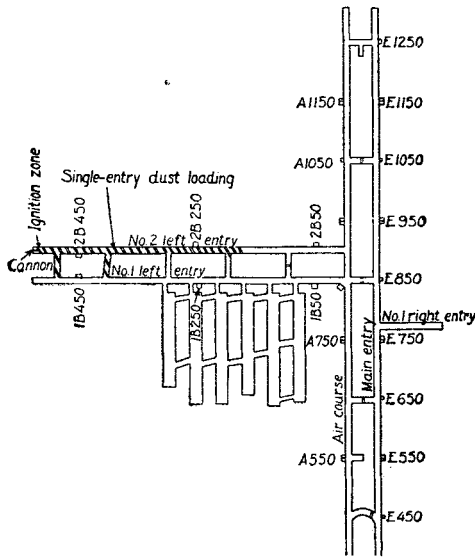 E1250
A1150
E1150
A1050
E1050
Ignition zone
Single-entry dust loading
2B450
2B250
2B50
E950
No.2 left entry
Cannon
No.1 left entry
E850
1B450
1B250
1B50
No.1 right entry
A750
E750
Main entry
Air course
E650
A550
E550
E450